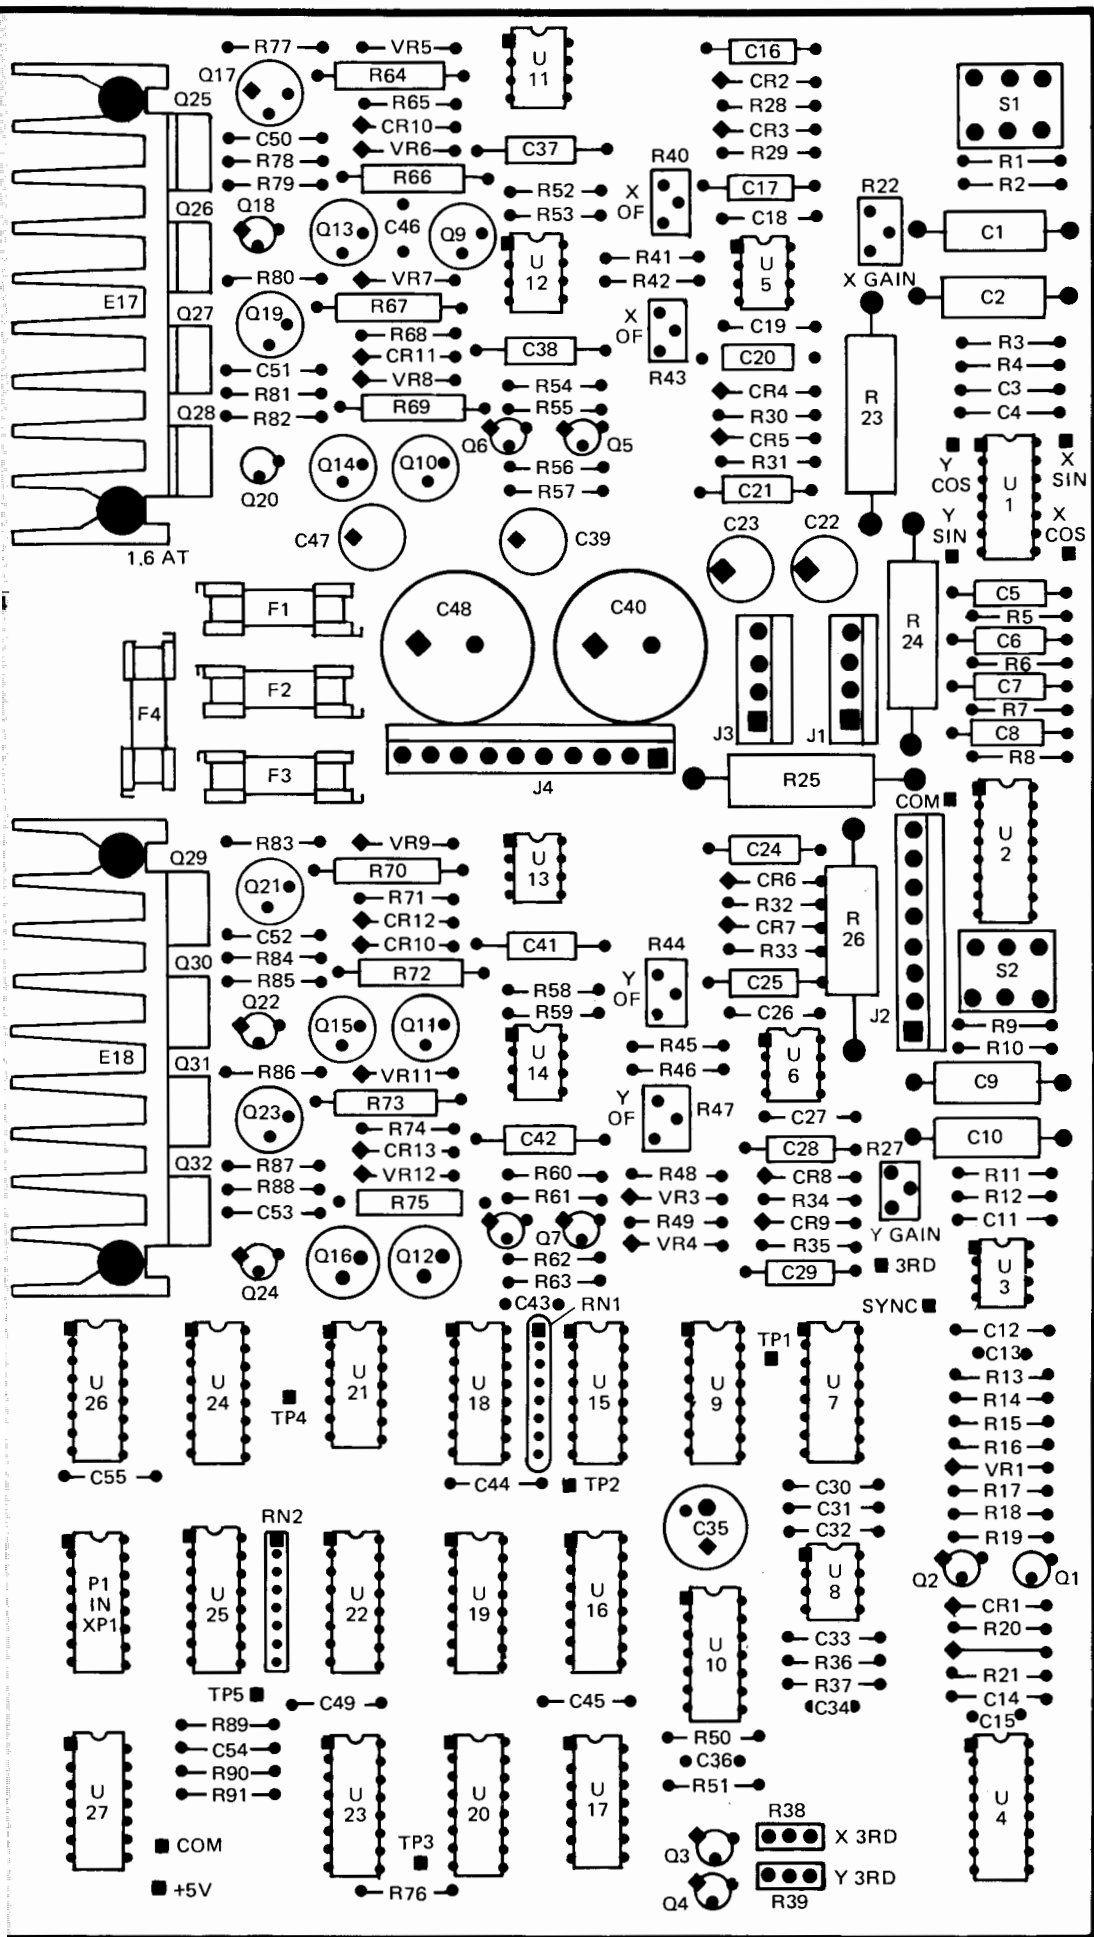 R77
VR5
U
11
C16
Q17
R64
CR2
S1
Q25
R65
R28
C50
CR10
CR3
R78
VR6
C37
R40
R29
R1
R79
R66
R52
X
OF
C17
R22
R2
Q26
Q18
Q13
C46
Q9
R53
C18
C1
U
12
R41
U
5
R80
VR7
R42
X GAIN
C2
E17
Q27
Q19
R67
X
OF
C19
R68
C38
R3
C51
CR11
R43
C20
R4
R81
VR8
R54
CR4
R
23
C3
Q28
R82
R69
R55
R30
C4
Q6
Q5
CR5
Y
COS
U
1
X
SIN
Q20
Q14
Q10
R56
R31
R57
C21
Y
SIN
X
COS
1.6 AT
C47
C39
C23
C22
F1
C48
C40
R
24
C5
R5
C6
R6
F4
F2
C7
R7
J3
J1
C8
F3
J4
R25
R8
COM
U
2
Q29
R83
VR9
U
13
C24
R70
CR6
Q21
R71
R32
R
26
C52
CR12
C41
R44
CR7
Q30
R84
CR10
R33
S2
R85
R72
R58
Y
OF
C25
Q22
Q15
Q11
R59
C26
J2
R9
E18
U
14
R45
U
6
R10
Q31
R86
VR11
R46
C9
Q23
R73
Y
OF
R47
R74
C42
C27
C10
Q32
R87
CR13
C28
R27
R88
VR12
R60
R48
CR8
R11
C53
R75
R61
VR3
R34
R12
Q7
R49
CR9
C11
Q24
Q16
Q12
R62
VR4
R35
Y GAIN
R63
C29
3RD
U
3
C43
RN1
SYNC
C12
U
26
U
24
TP4
U
21
U
18
U
15
U
9
TP1
U
7
C13
R13
R14
R15
R16
C55
C44
TP2
C30
VR1
C31
R17
RN2
C35
C32
R18
R19
P1
IN
XP1
U
25
U
22
U
19
U
16
U
8
Q2
Q1
CR1
U
10
C33
R20
R36
R21
TP5
C49
C45
R37
C14
R89
C34
C15
C54
R50
R90
C36
R91
R51
U
27
U
23
U
20
U
17
U
4
R38
COM
TP3
Q3
X 3RD
+5V
R76
Q4
Y 3RD
R39